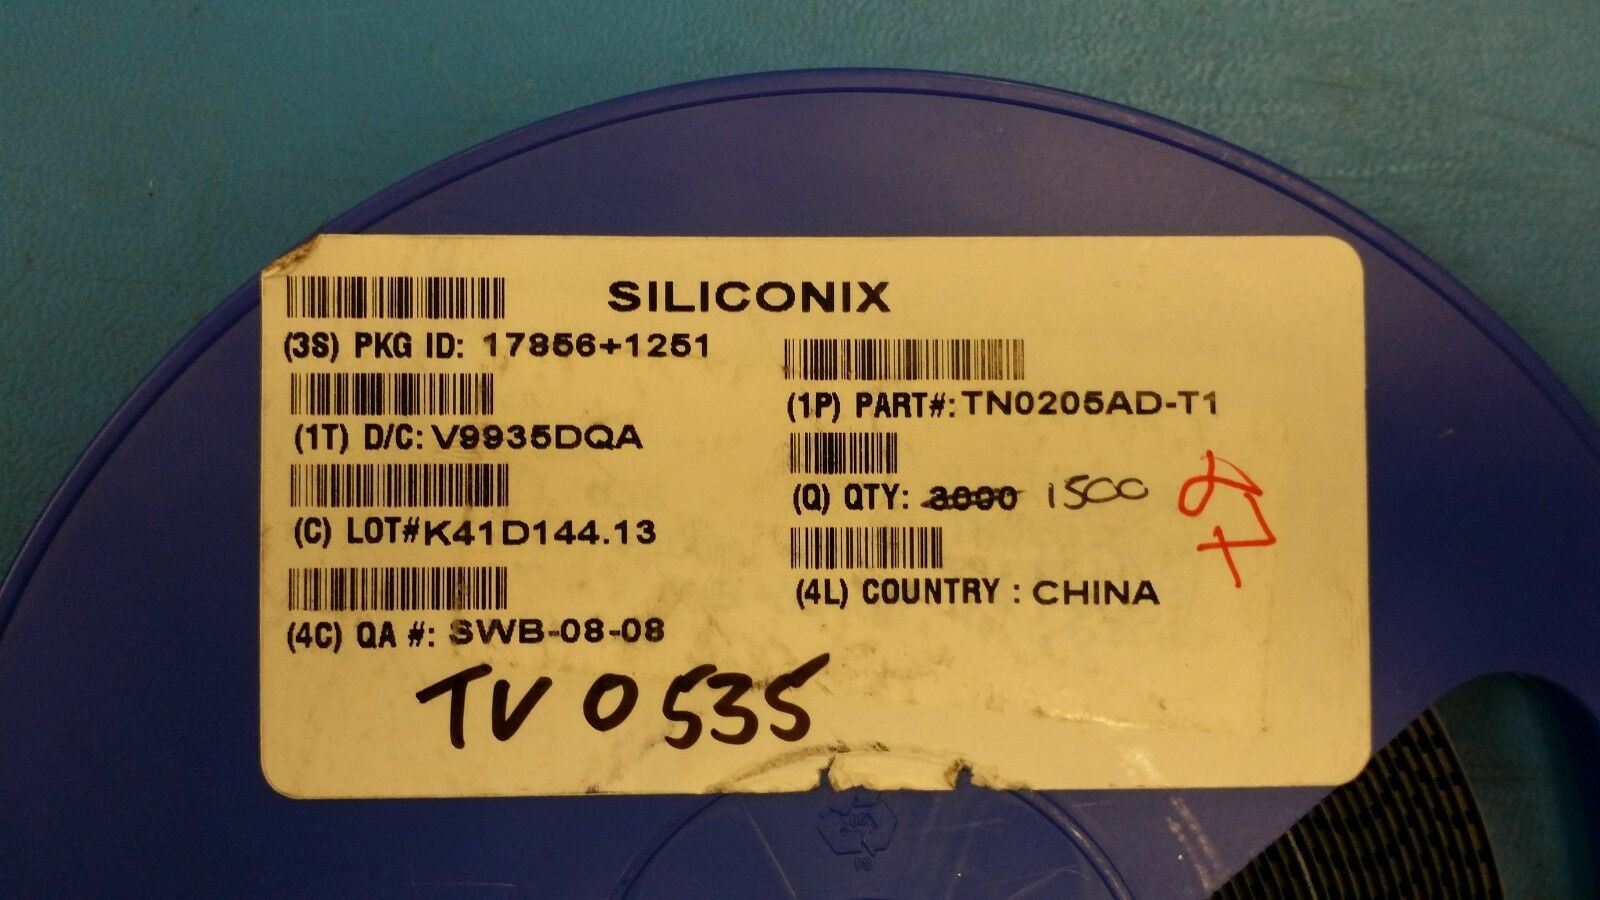 SILICONIX
(3S) PKG ID: 17856+1251
(1T) D/C: V9935DQA
(C) LOT# K41D144.13
(4C) QA #: SWB-08-08
(1P) PART#: TN0205AD-T1
(Q) QTY: 3000 1500
(4L) COUNTRY : CHINA
TV 0535
PS